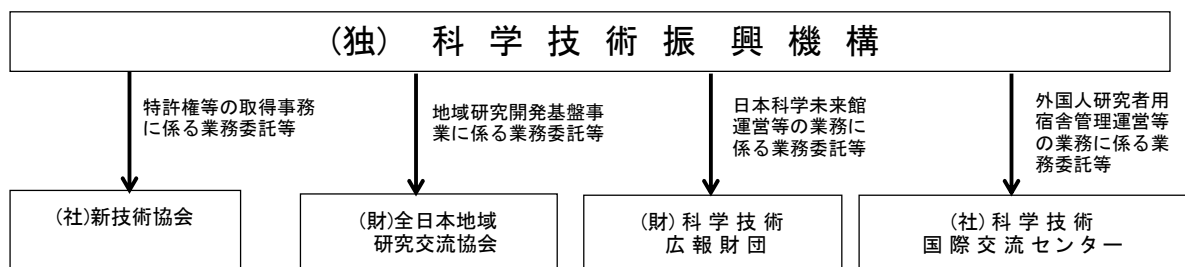 (独) 科学技術振興機構
特許権等の取得事務
に係る業務委託等
地域研究開発基盤事
業に係る業務委託等
日本科学未来館
運営等の業務に
係る業務委託等
外国人研究者用
宿舎管理運営等
の業務に係る業
務委託等
(社)新技術協会
(財)全日本地域
研究交流協会
(財)科学技術
広報財団
(社)科学技術
国際交流センター